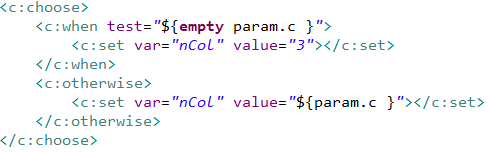 <c:choose>
<c:when test="${empty param.c }">
<c:set var="nCol" value="3"></c:set>
</c:when>
<c:otherwise>
<c:set var="nCol" value="${param.c }"></c:set>
</c:otherwise>
</c:choose>